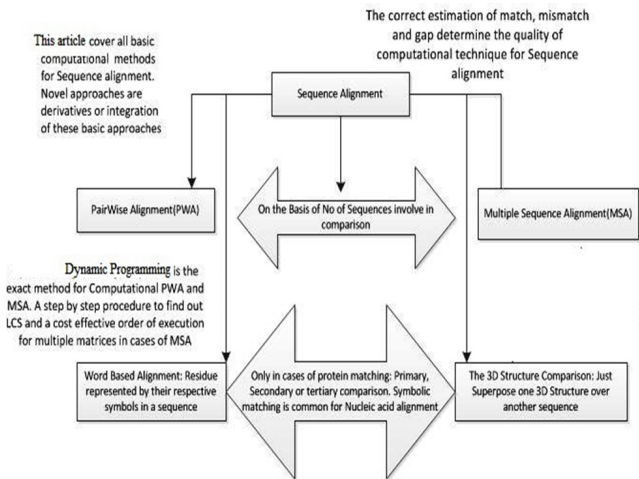 This article cover all basic
computational methods
for Sequence alignment.
Novel approaches are
derivatives or integration
of these basic approaches
The correct estimation of match, mismatch
and gap determine the quality of
computational technique for Sequence
alignment
Sequence Alignment
PairWise Alignment(PWA)
On the Basis of No of Sequences involve in
comparison
Multiple Sequence Alignment(MSA)
Dynamic Programming is the
exact method for Computational PWA and
MSA. A step by step procedure to find out
LCS and a cost effective order of execution
for multiple matrices in cases of MSA
Word Based Alignment: Residue
represented by their respective
symbols in a sequence
Only in cases of protein matching: Primary,
Secondary or tertiary comparison. Symbolic
matching is common for Nucleic acid alignment
The 3D Structure Comparison: Just
Superpose one 3D Structure over
another sequence